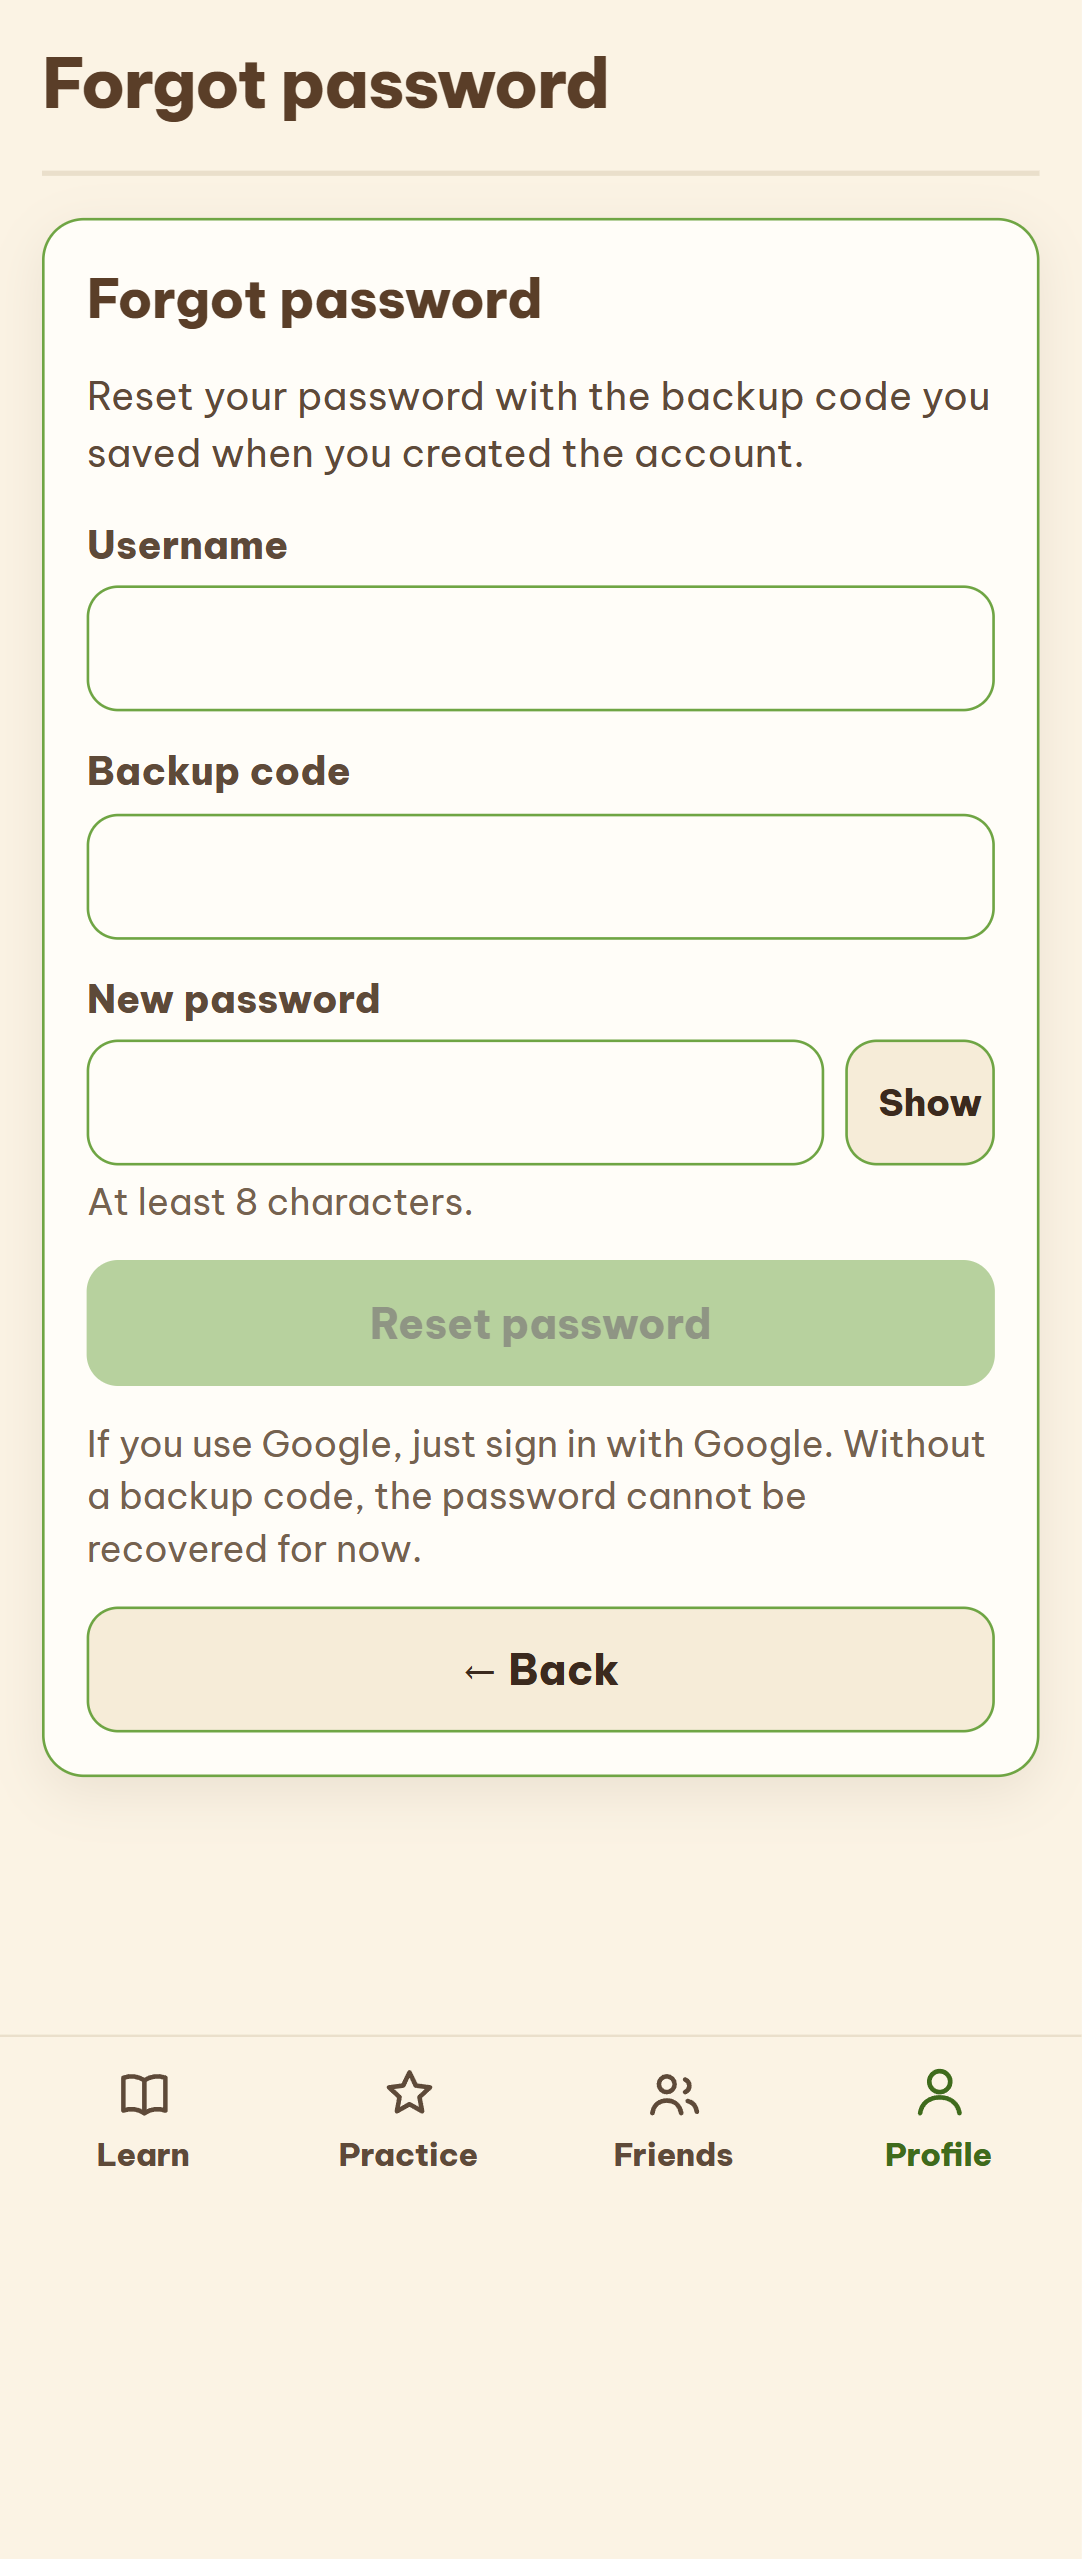 Forgot password
Forgot password
Reset your password with the backup code you
saved when you created the account.
Username
Backup code
New password
Show
At least 8 characters.
Reset password
If you use Google, just sign in with Google. Without
a backup code, the password cannot be
recovered for now.
← Back
Learn
Practice
Friends
Profile